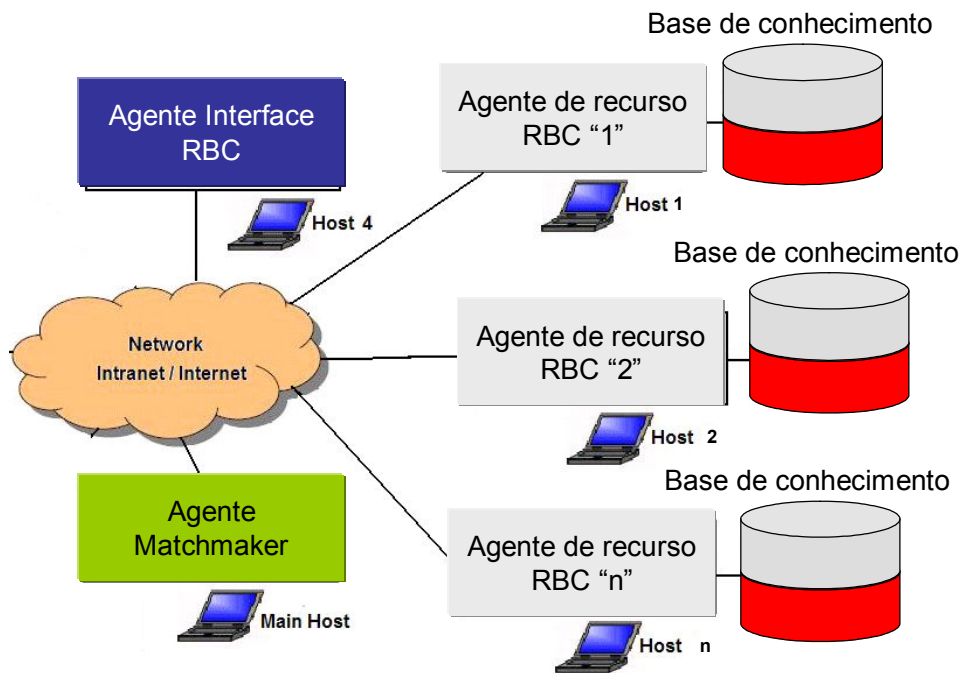 Base de conhecimento
Agente Interface
RBC
Agente de recurso
RBC “1”
Host 4
Host 1
Base de conhecimento
Network
Intranet / Internet
Agente de recurso
RBC “2”
Host 2
Base de conhecimento
Agente
Matchmaker
Agente de recurso
RBC “n”
Main Host
Host n